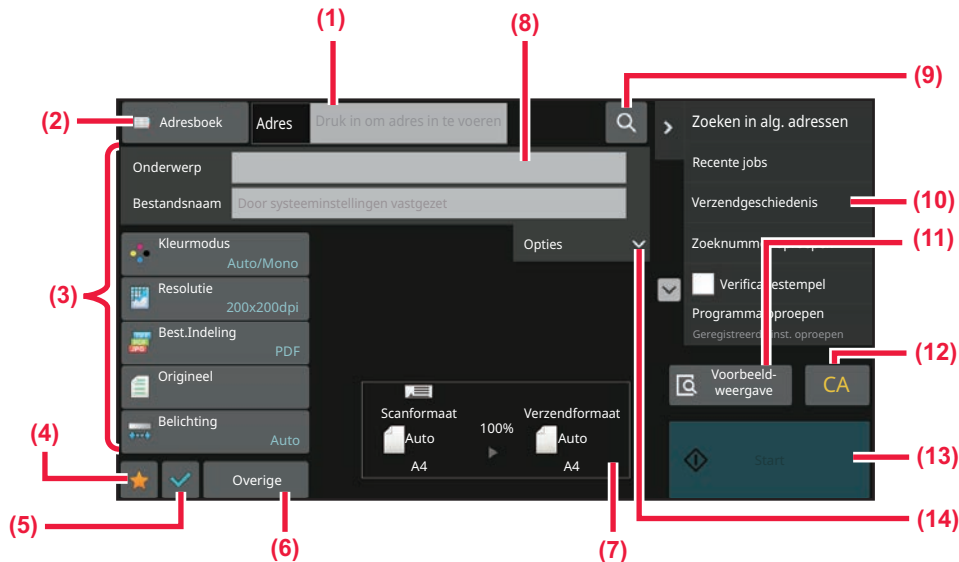 (1)
(8)
(9)
(2)
Adresboek
Adres
Druk in om adres in te voeren
Zoeken in alg. adressen
Onderwerp
Recente jobs
Bestandsnaam
Door systeeminstellingen vastgezet
Verzendgeschiedenis
(10)
(11)
Opties
Kleurmodus
Auto/Mono
(3)
Resolutie
200x200dpi
Best.Indeling
PDF
Origineel
Belichting
Auto
Programma oproepen
Geregistreerde inst. oproepen
(12)
Voorbeeld-
weergave
CA
Scanformaat
Verzendformaat
100%
Auto
Auto
A4
A4
(4)
(13)
Start
Overige
(5)
(6)
(7)
(14)